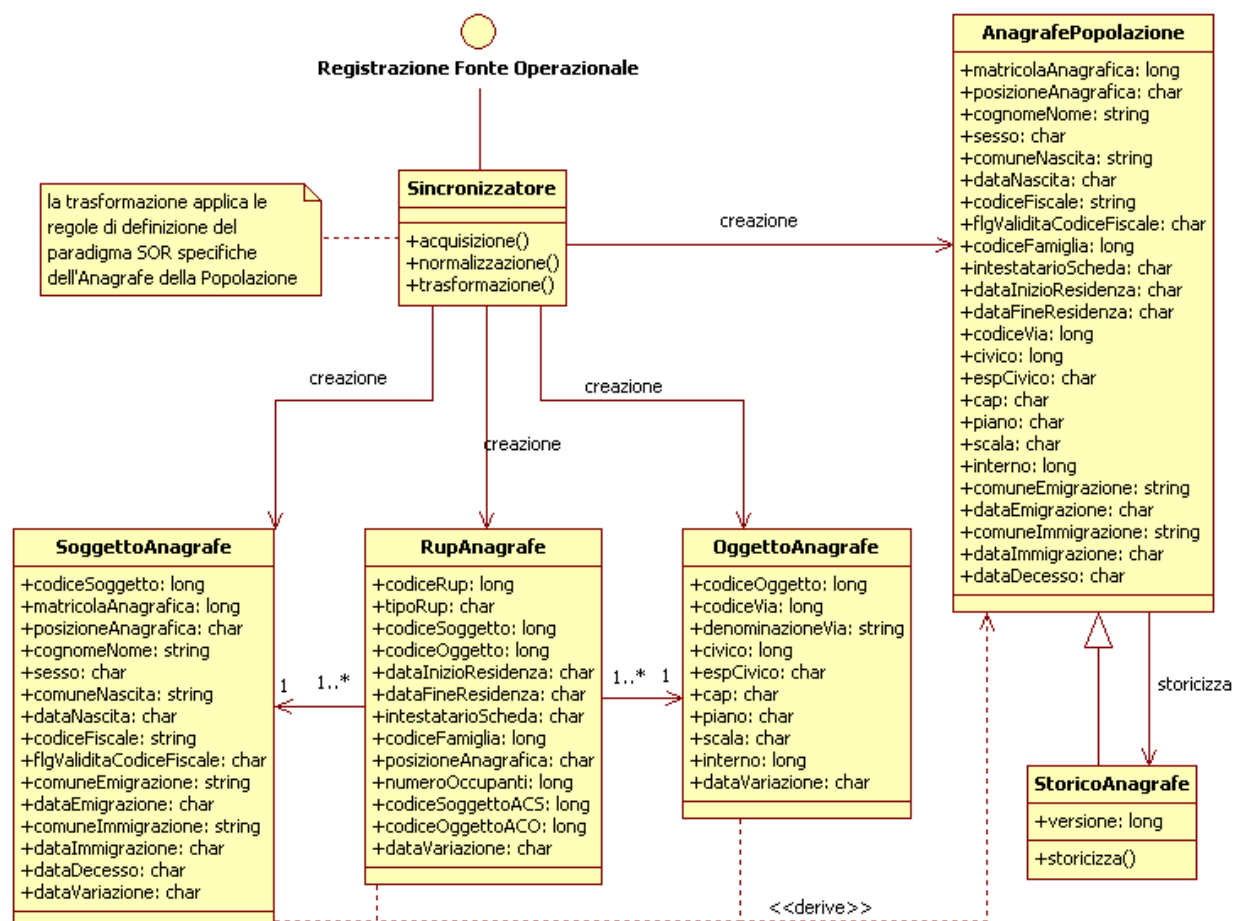 Registrazione Fonte Operazionale
la trasformazione applica le
regole di definizione del
paradigma SOR specifiche
dell'Anagrafe della Popolazione
Sincronizzatore
+acquisizione()
+normalizzazione()
+trasformazione()
creazione
AnagrafePopolazione
+matricolaAnagrafica: long
+posizioneAnagrafica: char
+cognomeNome: string
+sesso: char
+comuneNascita: string
+dataNascita: char
+codiceFiscale: string
+flgValiditaCodiceFiscale: char
+codiceFamiglia: long
+intestatarioScheda: char
+dataInizioResidenza: char
+dataFineResidenza: char
+codiceVia: long
+civico: long
+espCivico: char
+cap: char
+piano: char
+scala: char
+interno: long
+comuneEmigrazione: string
+dataEmigrazione: char
+comuneImmigrazione: string
+dataImmigrazione: char
+dataDecesso: char
creazione
creazione
creazione
SoggettoAnagrafe
+codiceSoggetto: long
+matricolaAnagrafica: long
+posizioneAnagrafica: char
+cognomeNome: string
+sesso: char
+comuneNascita: string
+dataNascita: char
+codiceFiscale: string
+flgValiditaCodiceFiscale: char
+comuneEmigrazione: string
+dataEmigrazione: char
+comuneImmigrazione: string
+dataImmigrazione: char
+dataDecesso: char
+dataVariazione: char
1
1..*
RupAnagrafe
+codiceRup: long
+tipoRup: char
+codiceSoggetto: long
+codiceOggetto: long
+dataInizioResidenza: char
+dataFineResidenza: char
+intestatarioScheda: char
+codiceFamiglia: long
+posizioneAnagrafica: char
+numeroOccupanti: long
+codiceSoggettoACS: long
+codiceOggettoACO: long
+dataVariazione: char
1..*
1
OggettoAnagrafe
+codiceOggetto: long
+codiceVia: long
+denominazioneVia: string
+civico: long
+espCivico: char
+cap: char
+piano: char
+scala: char
+interno: long
+dataVariazione: char
storicizza
StoricoAnagrafe
+versione: long
+storicizza()
<<derive>>